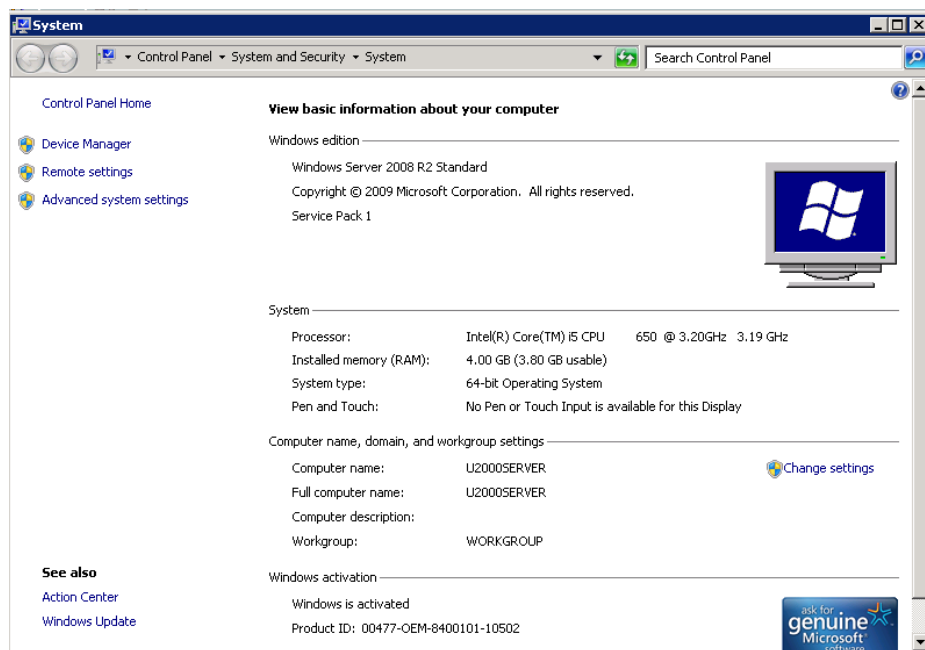 System
Control Panel System and Security System
Search Control Panel
Control Panel Home
Device Manager
Remote settings
Advanced system settings
View basic information about your computer
Windows edition
Windows Server 2008 R2 Standard
Copyright © 2009 Microsoft Corporation. All rights reserved.
Service Pack 1
System
Processor: Intel(R) Core(TM) i5 CPU 650 @ 3.20GHz 3.19 GHz
Installed memory (RAM): 4.00 GB (3.80 GB usable)
System type: 64-bit Operating System
Pen and Touch: No Pen or Touch Input is available for this Display
Computer name, domain, and workgroup settings
Computer name: U2000SERVER
Change settings
Full computer name: U2000SERVER
Computer description:
Workgroup: WORKGROUP
See also
Action Center
Windows Update
Windows activation
Windows is activated
Product ID: 00477-OEM-8400101-10502
ask for
genuine
Microsoft
software